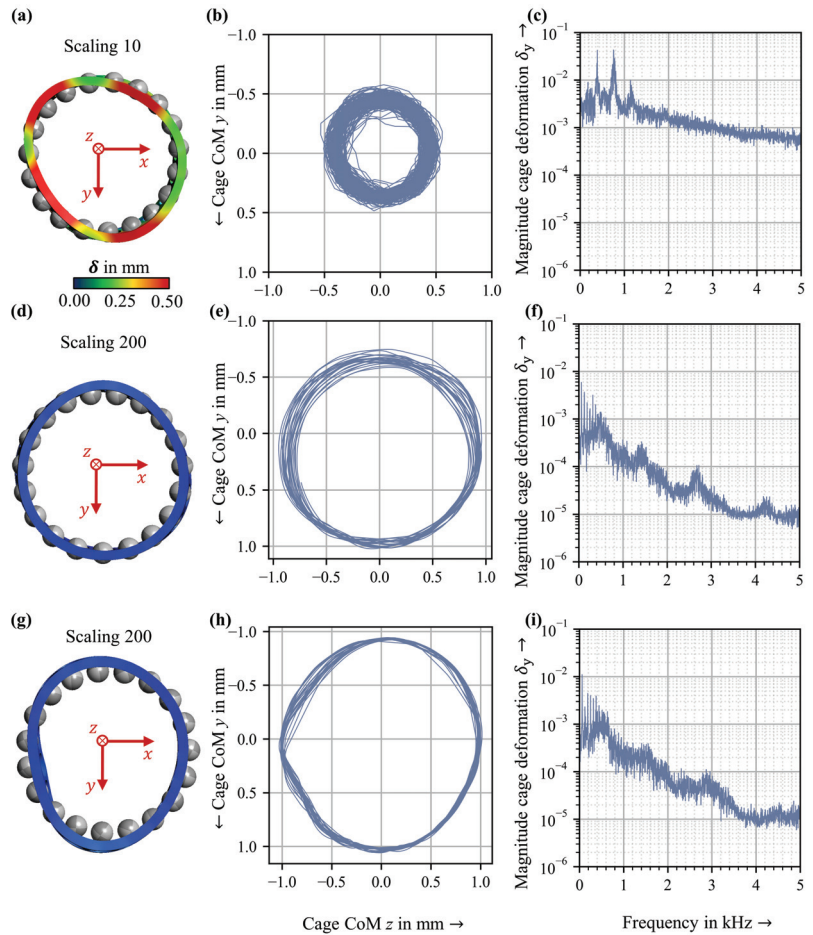 (a)
Scaling 10
z
x
y
δ in mm
0.00 0.25 0.50
(b)
← Cage CoM y in mm
−1.0
−0.5
0.0
0.5
1.0
−1.0 −0.5 0.0 0.5 1.0
(c)
Magnitude cage deformation δy →
10−1
10−2
10−3
10−4
10−5
10−6
0 1 2 3 4 5
(d)
Scaling 200
z
x
y
(e)
← Cage CoM y in mm
−1.0
−0.5
0.0
0.5
1.0
−1.0 −0.5 0.0 0.5 1.0
(f)
Magnitude cage deformation δy →
10−1
10−2
10−3
10−4
10−5
10−6
0 1 2 3 4 5
(g)
Scaling 200
z
x
y
(h)
← Cage CoM y in mm
−1.0
−0.5
0.0
0.5
1.0
−1.0 −0.5 0.0 0.5 1.0
Cage CoM z in mm →
(i)
Magnitude cage deformation δy →
10−1
10−2
10−3
10−4
10−5
10−6
0 1 2 3 4 5
Frequency in kHz →